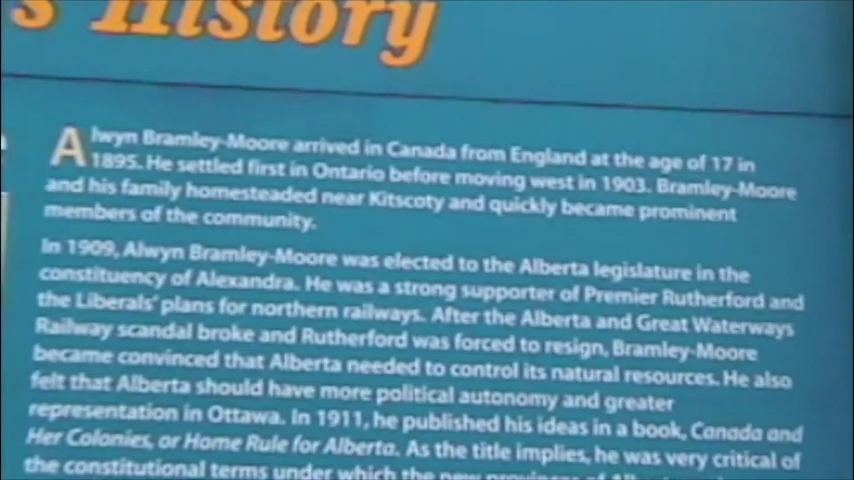 s History
Alwyn Bramley-Moore arrived in Canada from England at the age of 17 in
1895. He settled first in Ontario before moving west in 1903. Bramley-Moore
and his family homesteaded near Kitscoty and quickly became prominent
members of the community.
In 1909, Alwyn Bramley-Moore was elected to the Alberta legislature in the
constituency of Alexandra. He was a strong supporter of Premier Rutherford and
the Liberals' plans for northern railways. After the Alberta and Great Waterways
Railway scandal broke and Rutherford was forced to resign, Bramley-Moore
became convinced that Alberta needed to control its natural resources. He also
felt that Alberta should have more political autonomy and greater
representation in Ottawa. In 1911, he published his ideas in a book, Canada and
Her Colonies, or Home Rule for Alberta. As the title implies, he was very critical of
the constitutional terms under which the new province of